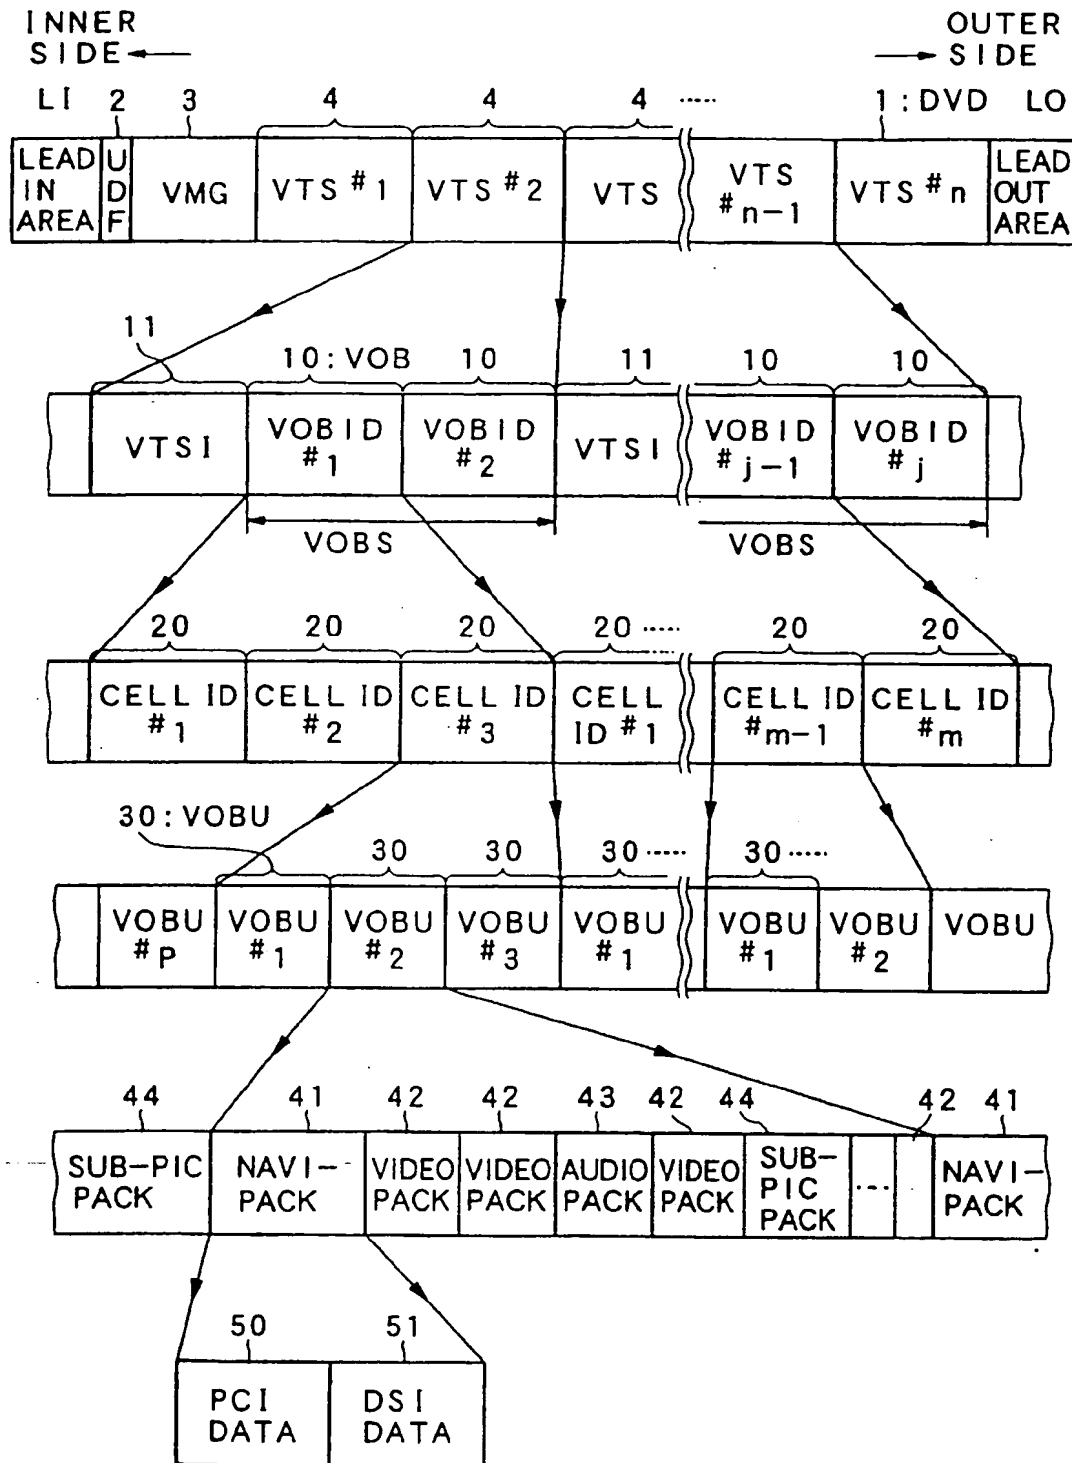 INNER SIDE
OUTER SIDE
LI 2 3 4 4 4 ····· 1:DVD LO
LEAD IN AREA
UDF
VMG
VTS #1
VTS #2
VTS
VTS #n-1
VTS #n
LEAD OUT AREA
11 10:VOB 10 11 10 10
VTSI
VOBID #1
VOBID #2
VTSI
VOBID #j-1
VOBID #j
VOBS
VOBS
20 20 20 20 ····· 20 20
CELL ID #1
CELL ID #2
CELL ID #3
CELL ID #1
CELL ID #m-1
CELL ID #m
30:VOBU 30 30 30 ····· 30 ·····
VOBU #P
VOBU #1
VOBU #2
VOBU #3
VOBU #1
VOBU #1
VOBU #2
VOBU
44 41 42 42 43 42 44 42 41
SUB-PIC PACK
NAVI-PACK
VIDEO PACK
VIDEO PACK
AUDIO PACK
VIDEO PACK
SUB-PIC PACK
····
NAVI-PACK
50 51
PCI DATA
DSI DATA